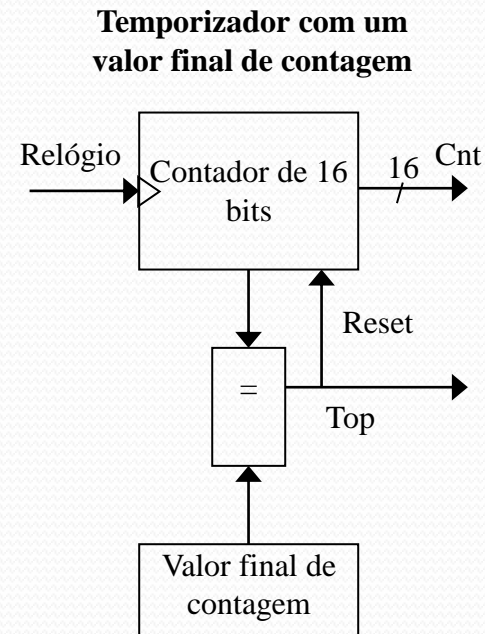 Temporizador com um
valor final de contagem
Relógio
Contador de 16
bits
16
Cnt
Reset
=
Top
Valor final de
contagem